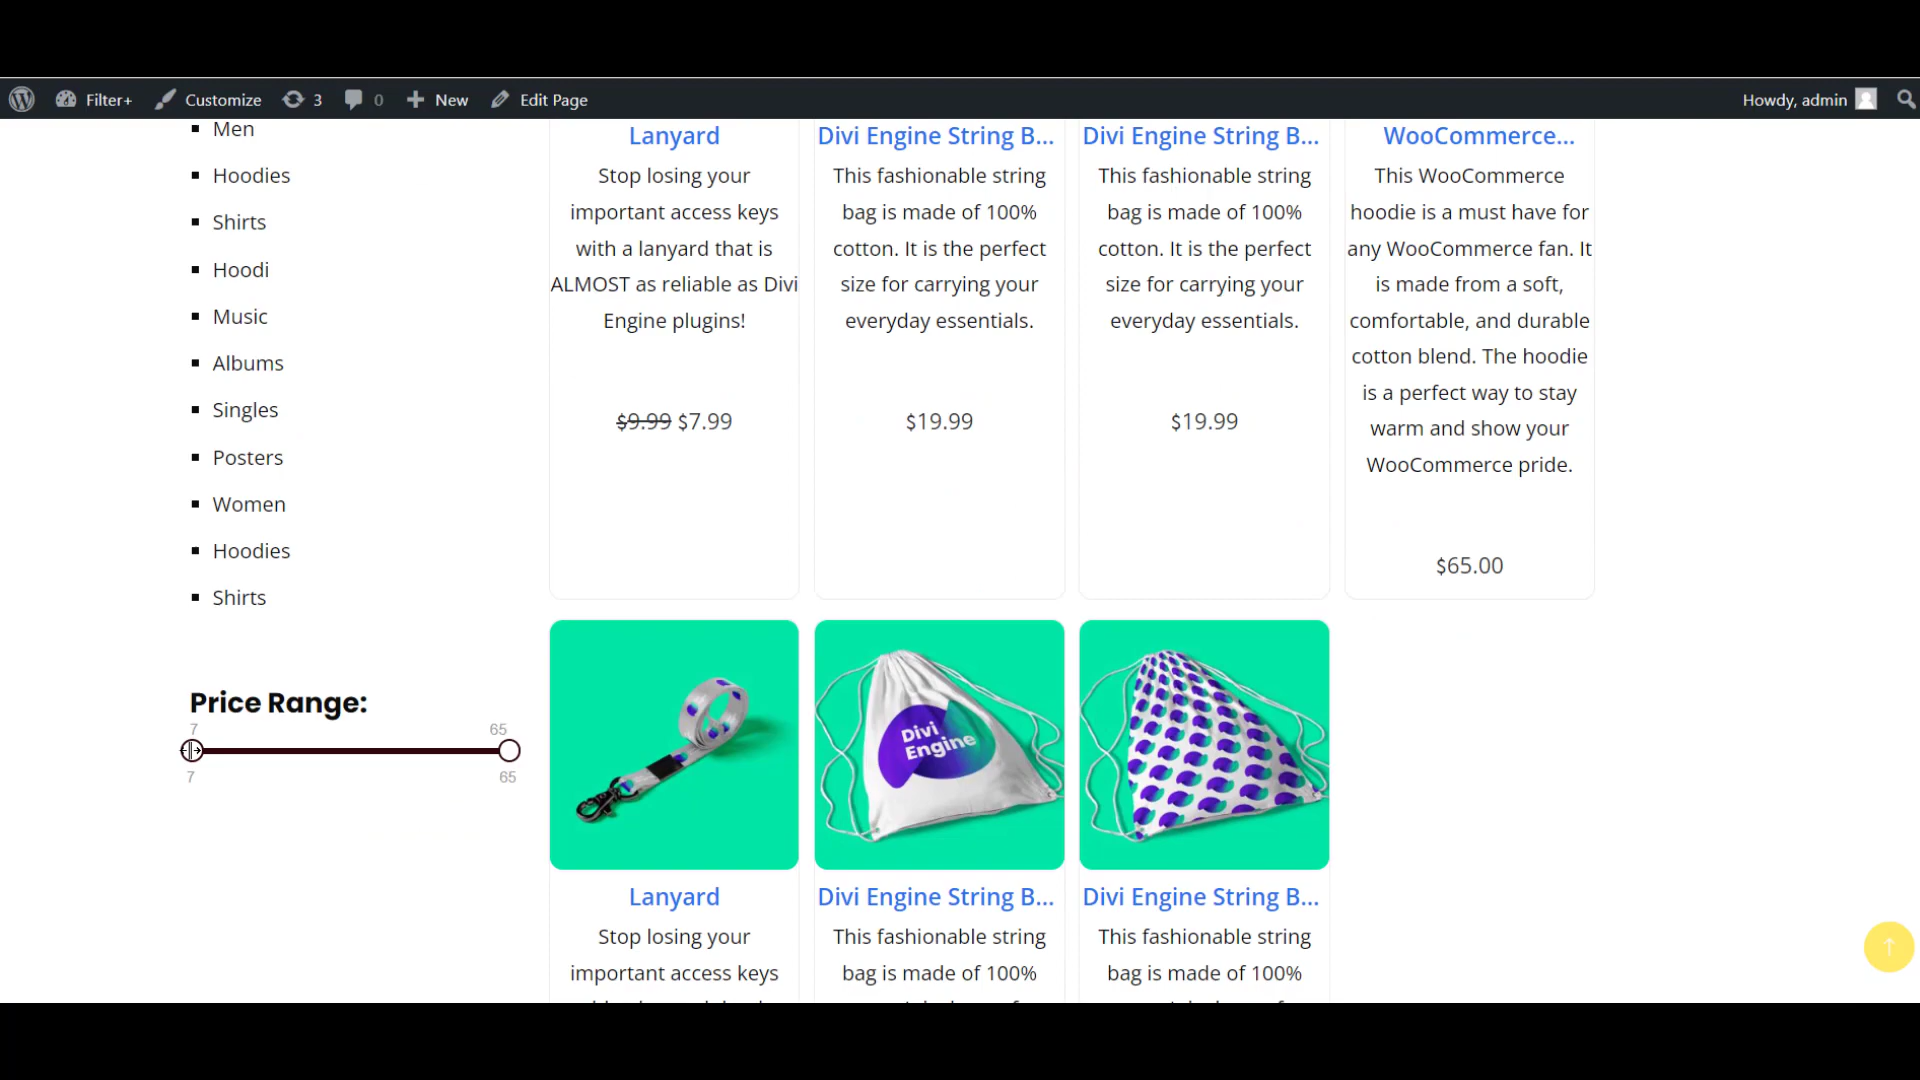 Filter+ Customize 3 0 New Edit Page Howdy, admin
Men
Hoodies
Shirts
Hoodi
Music
Albums
Singles
Posters
Women
Hoodies
Shirts
Price Range:
7 65
7 65
Lanyard
Stop losing your
important access keys
with a lanyard that is
ALMOST as reliable as Divi
Engine plugins!
$9.99 $7.99
Divi Engine String B...
This fashionable string
bag is made of 100%
cotton. It is the perfect
size for carrying your
everyday essentials.
$19.99
Divi Engine String B...
This fashionable string
bag is made of 100%
cotton. It is the perfect
size for carrying your
everyday essentials.
$19.99
WooCommerce...
This WooCommerce
hoodie is a must have for
any WooCommerce fan. It
is made from a soft,
comfortable, and durable
cotton blend. The hoodie
is a perfect way to stay
warm and show your
WooCommerce pride.
$65.00
Lanyard
Stop losing your
important access keys
Divi
Engine
Divi Engine String B...
This fashionable string
bag is made of 100%
Divi Engine String B...
This fashionable string
bag is made of 100%